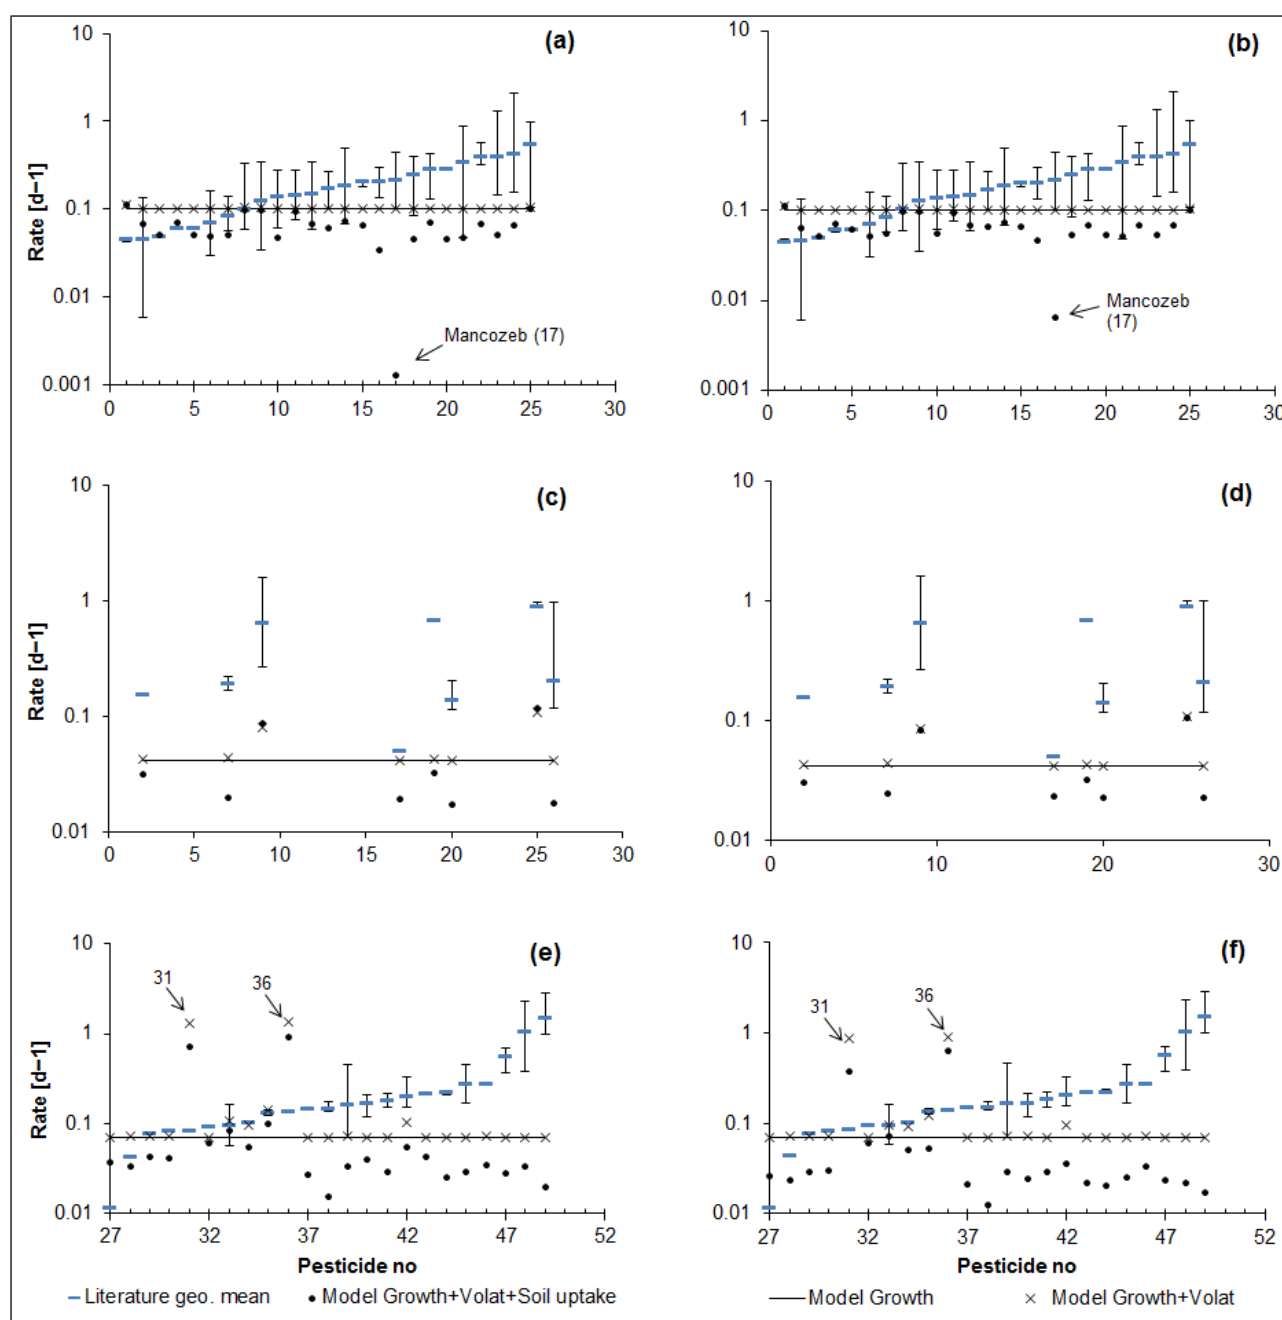 (a)
Rate [d−1]
10
1
0.1
0.01
0.001
Mancozeb (17)
0 5 10 15 20 25 30
(b)
10
1
0.1
0.01
0.001
Mancozeb
(17)
0 5 10 15 20 25 30
(c)
Rate [d−1]
10
1
0.1
0.01
0 5 10 15 20 25 30
(d)
10
1
0.1
0.01
0 10 20 30
(e)
Rate [d−1]
10
1
0.1
0.01
31
36
27 32 37 42 47 52
Pesticide no
(f)
10
1
0.1
0.01
31
36
27 32 37 42 47 52
Pesticide no
Literature geo. mean Model Growth+Volat+Soil uptake Model Growth Model Growth+Volat